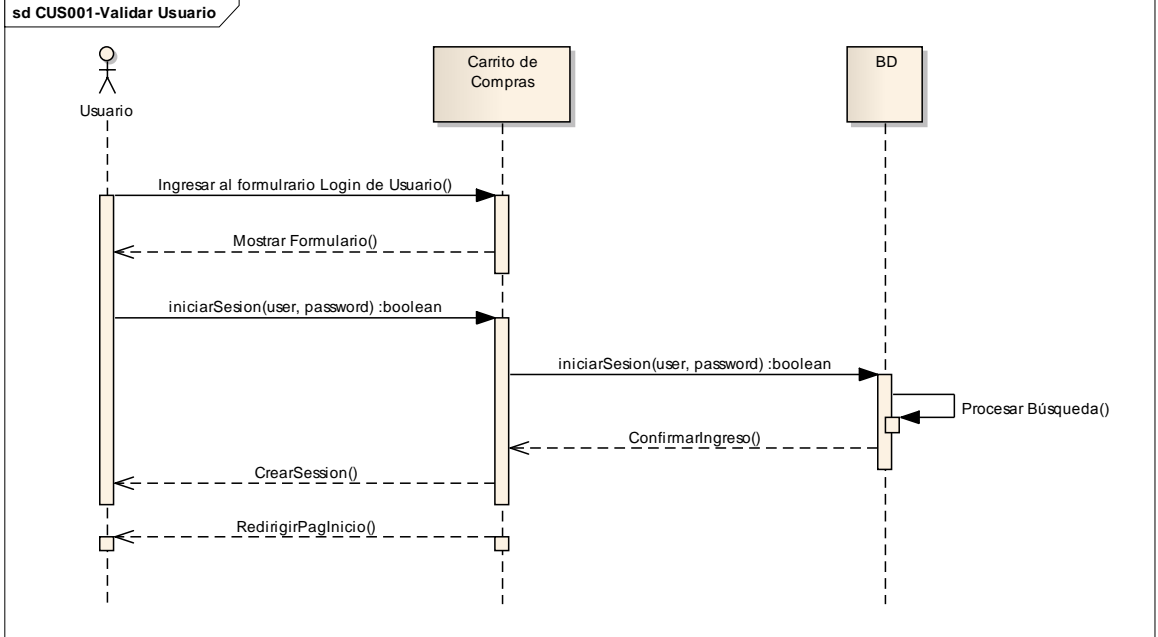 sd CUS001-Validar Usuario
Usuario
Carrito de
Compras
BD
Ingresar al formulrario Login de Usuario()
Mostrar Formulario()
iniciarSesion(user, password) :boolean
iniciarSesion(user, password) :boolean
Procesar Búsqueda()
ConfirmarIngreso()
CrearSession()
RedirigirPagInicio()